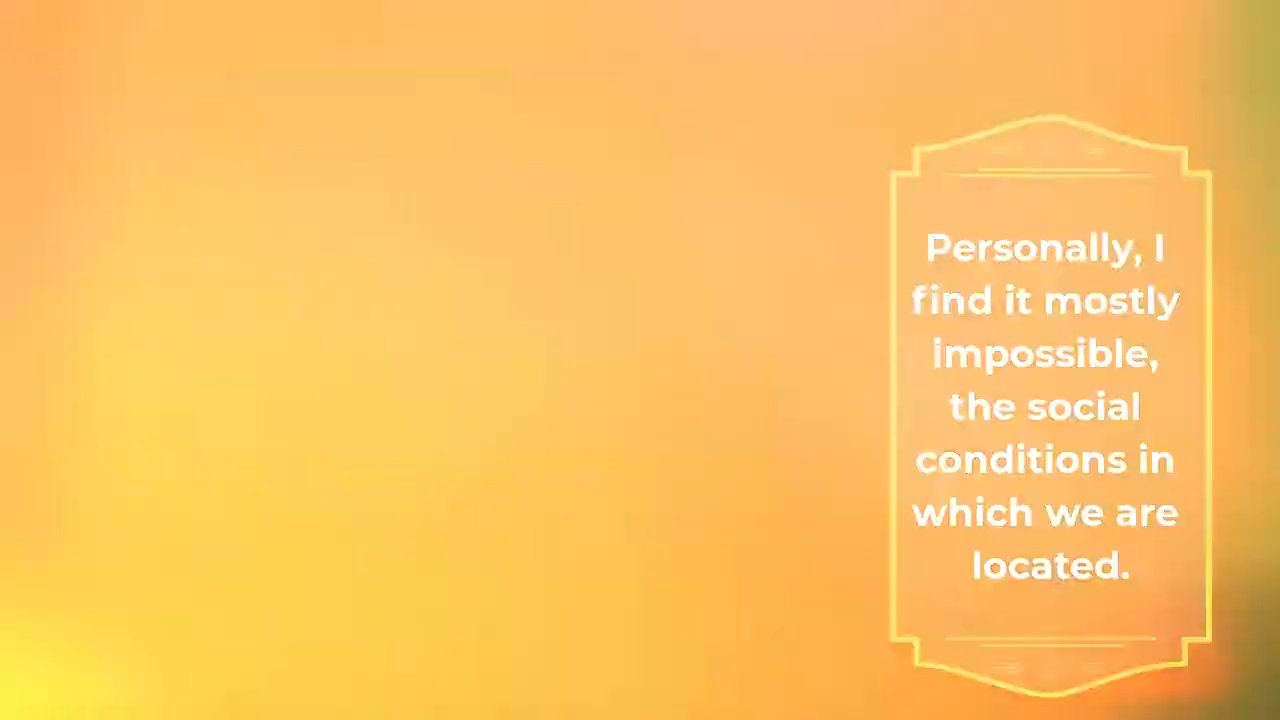 Personally, I
find it mostly
impossible,
the social
conditions in
which we are
located.